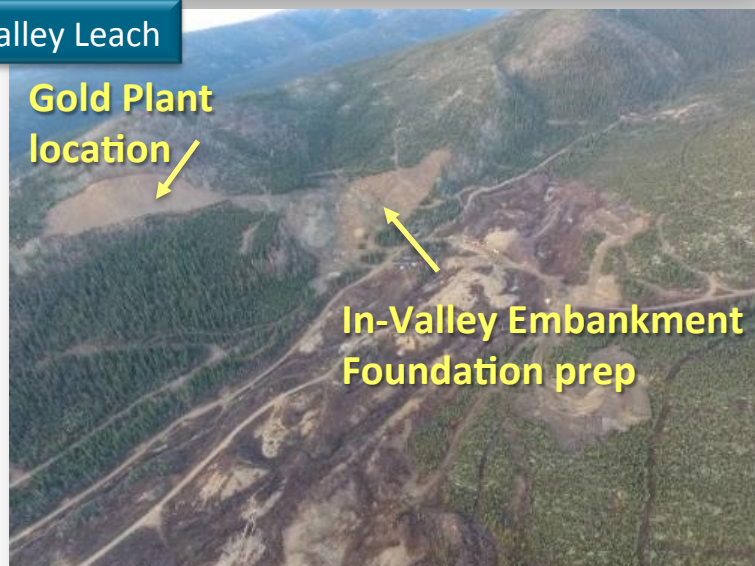 alley Leach
Gold Plant
location
In-Valley Embankment
Foundation prep